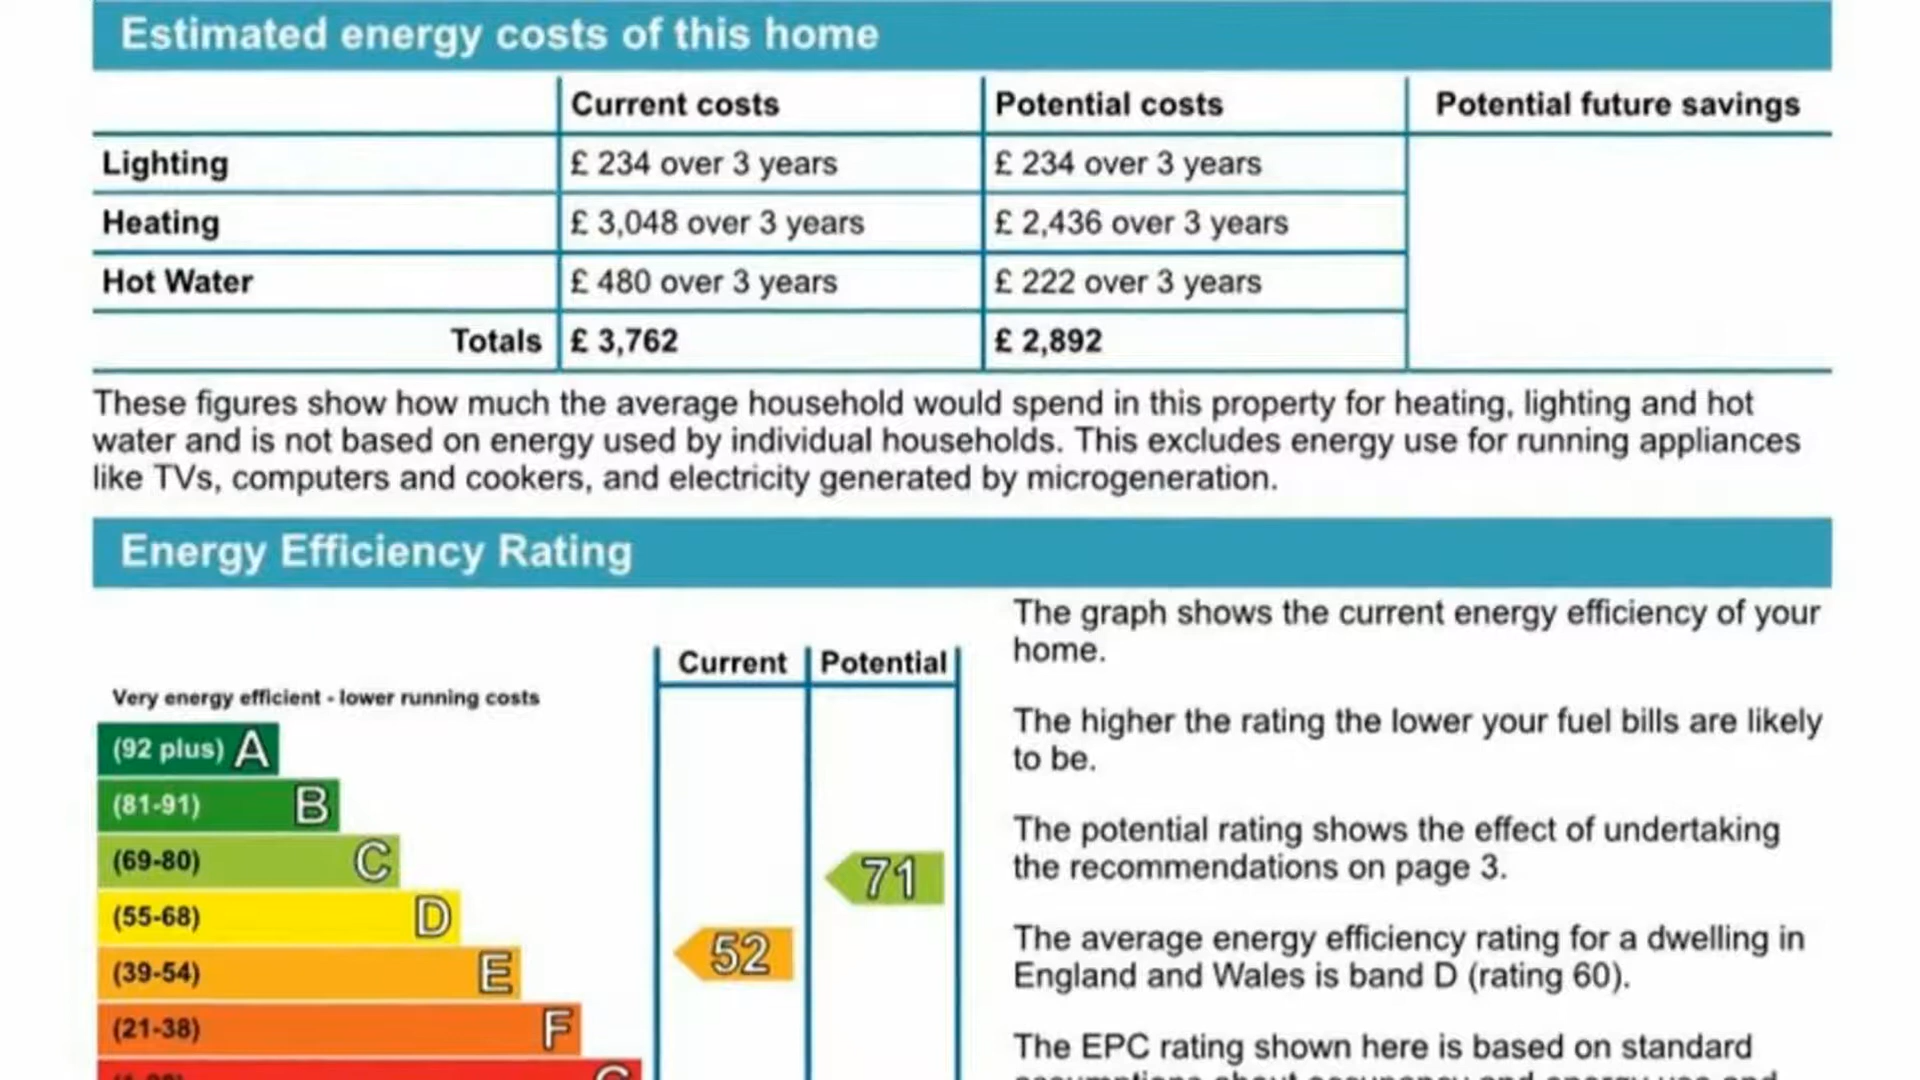 Estimated energy costs of this home
Current costs Potential costs Potential future savings
Lighting £ 234 over 3 years £ 234 over 3 years
Heating £ 3,048 over 3 years £ 2,436 over 3 years
Hot Water £ 480 over 3 years £ 222 over 3 years
Totals £ 3,762 £ 2,892
These figures show how much the average household would spend in this property for heating, lighting and hot
water and is not based on energy used by individual households. This excludes energy use for running appliances
like TVs, computers and cookers, and electricity generated by microgeneration.
Energy Efficiency Rating
Current Potential
Very energy efficient - lower running costs
(92 plus) A
(81-91) B
(69-80) C
71
(55-68) D
52
(39-54) E
(21-38) F
G
The graph shows the current energy efficiency of your
home.
The higher the rating the lower your fuel bills are likely
to be.
The potential rating shows the effect of undertaking
the recommendations on page 3.
The average energy efficiency rating for a dwelling in
England and Wales is band D (rating 60).
The EPC rating shown here is based on standard